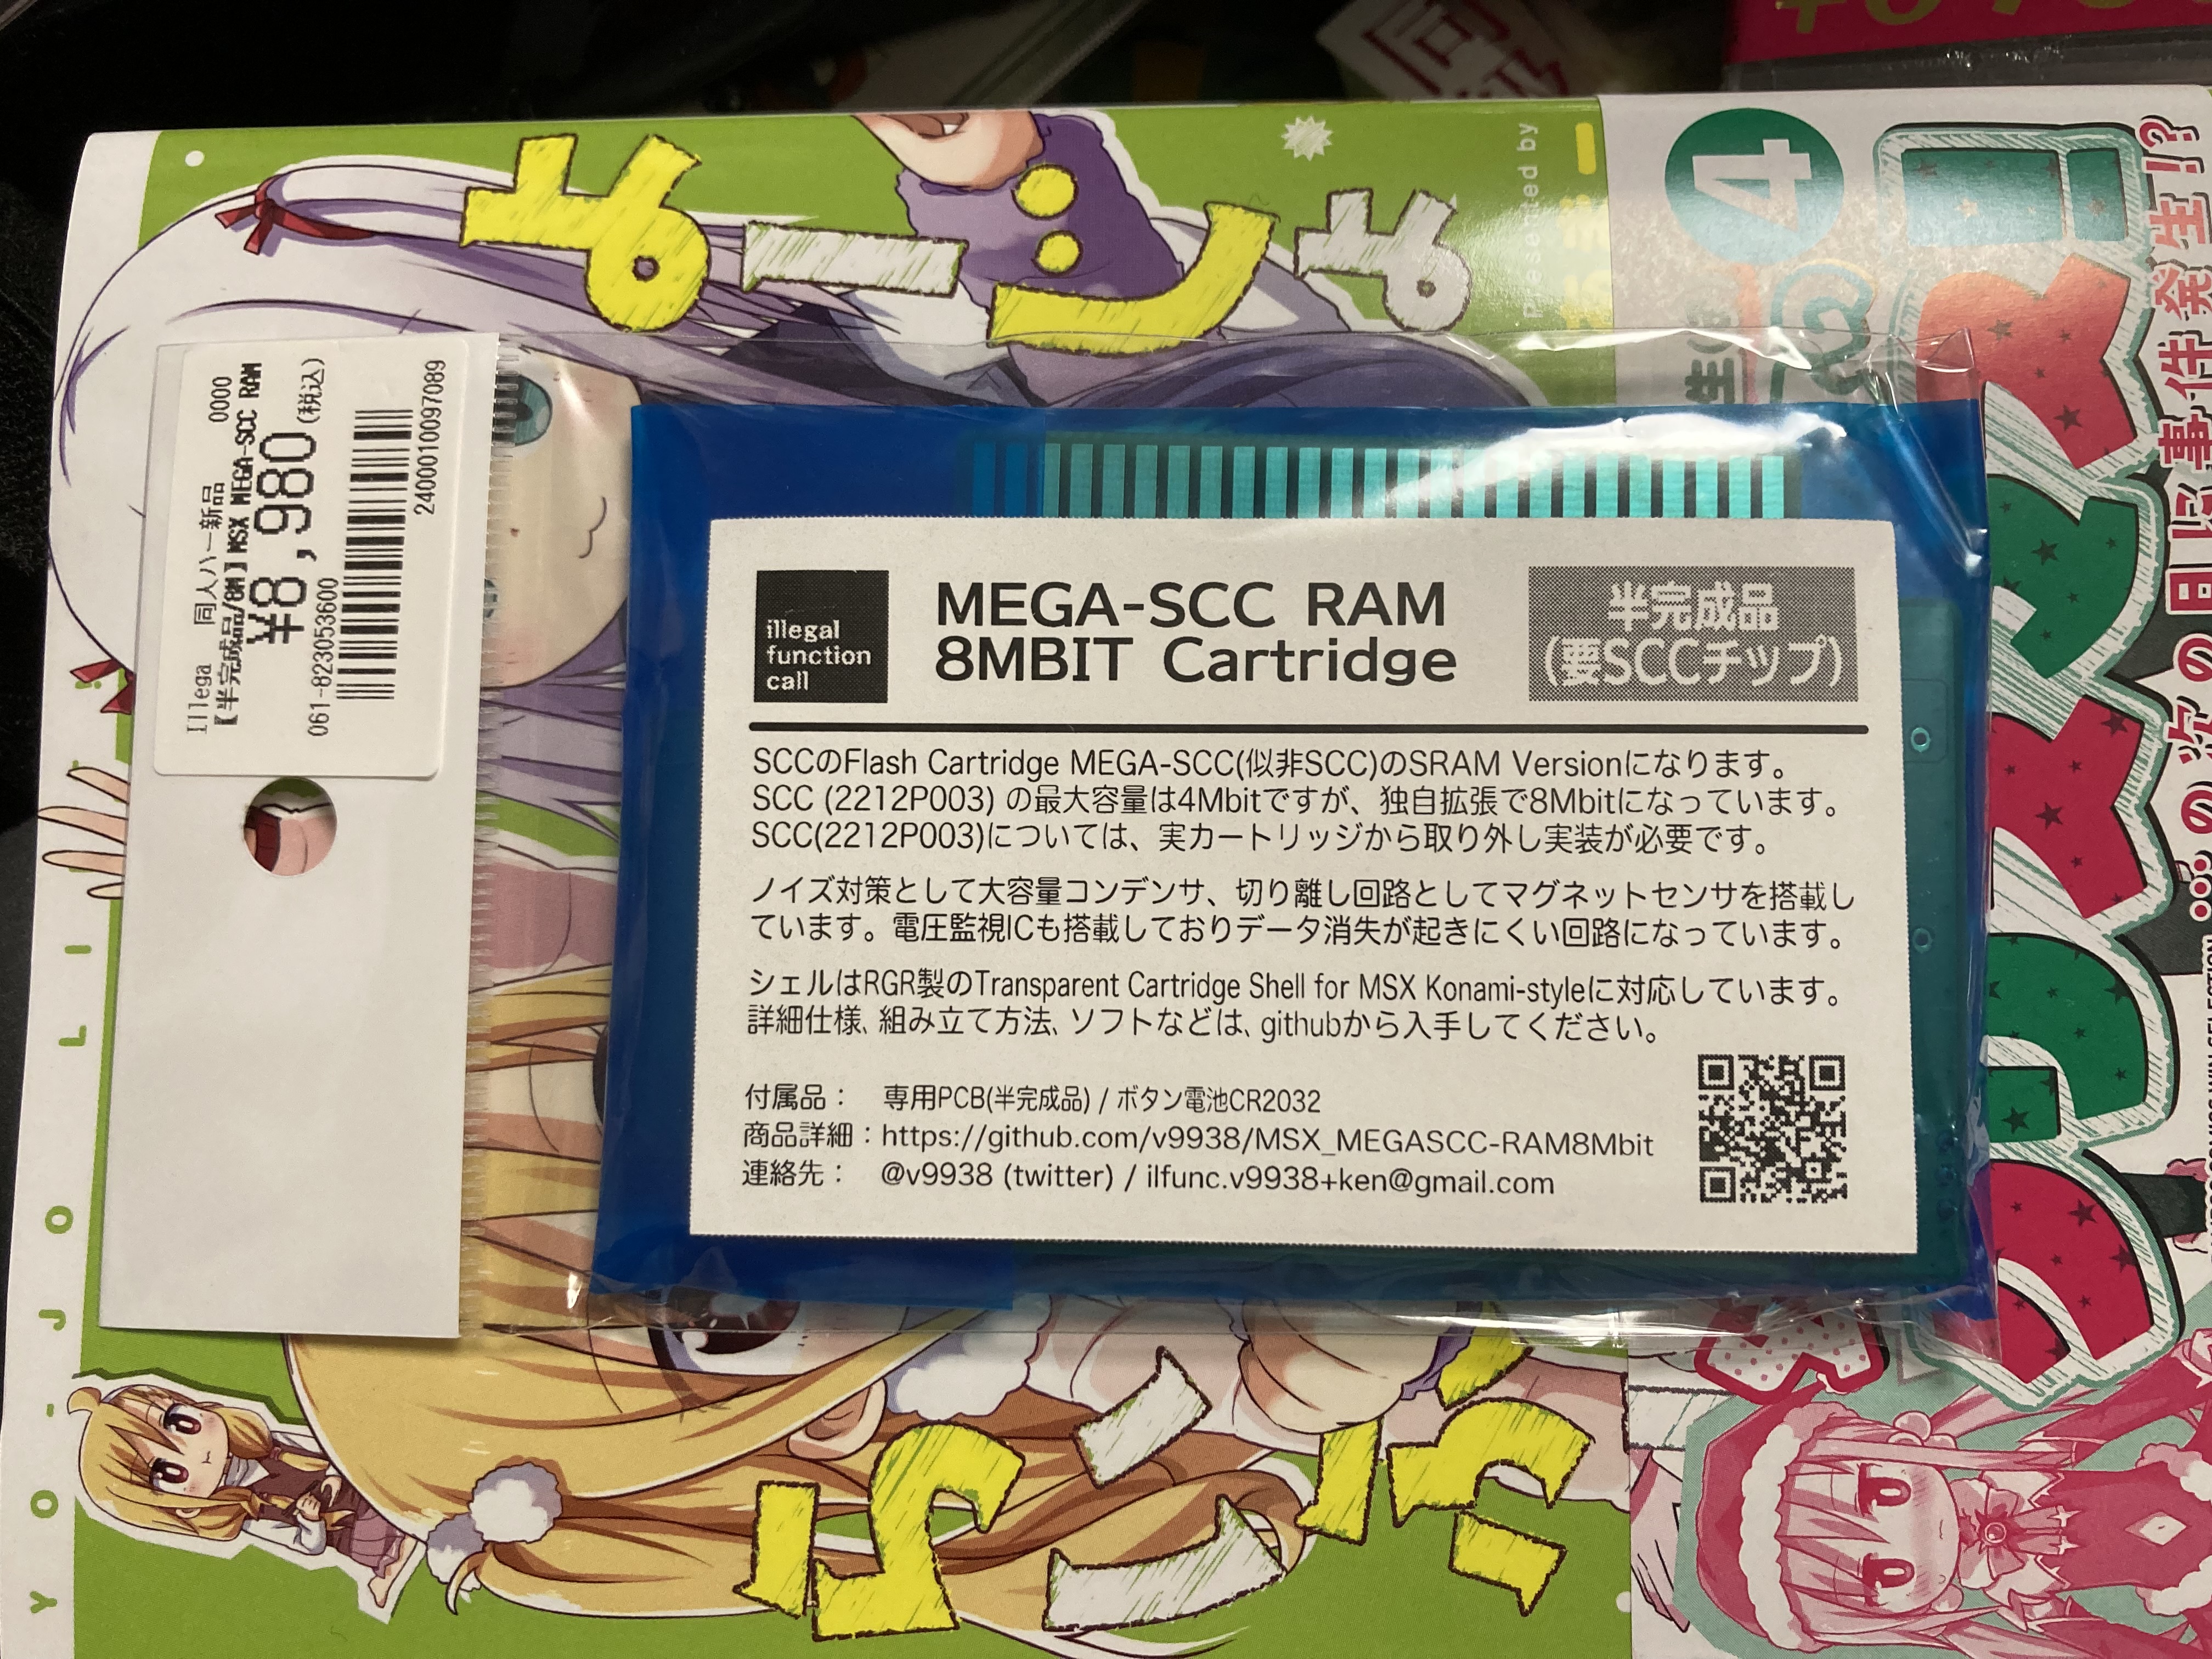 illegal
function
call
MEGA-SCC RAM
8MBIT Cartridge
半完成品
(要SCCチップ)
SCCのFlash Cartridge MEGA-SCC(似非SCC)のSRAM Versionになります。
SCC (2212P003) の最大容量は4Mbitですが、独自拡張で8Mbitになっています。
SCC(2212P003)については、実カートリッジから取り外し実装が必要です。
ノイズ対策として大容量コンデンサ、切り離し回路としてマグネットセンサを搭載し
ています。電圧監視ICも搭載しておりデータ消失が起きにくい回路になっています。
シェルはRGR製のTransparent Cartridge Shell for MSX Konami-styleに対応しています。
詳細仕様、組み立て方法、ソフトなどは、githubから入手してください。
付属品： 専用PCB(半完成品) / ボタン電池CR2032
商品詳細：https://github.com/v9938/MSX_MEGASCC-RAM8Mbit
連絡先： @v9938 (twitter) / ilfunc.v9938+ken@gmail.com
Illega 同人ハー新品 0000
【半完成品/8M】MSX MEGA-SCC RAM
¥8,980(税込)
061-823053600
2400010097089
Presented by
4
の次の日に事件発生!?
YO-JO LI